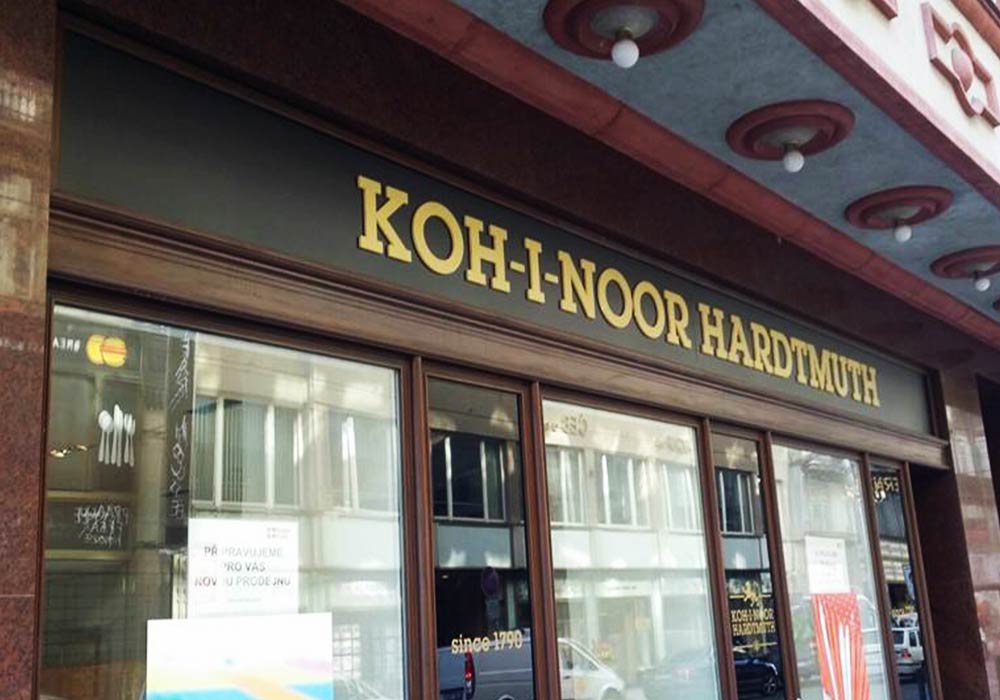 KOH-I-NOOR HARDTMUTH
PŘIPRAVUJEME
PRO VÁS
NOVOU PRODEJNU
since 1790
KOH-I-NOOR
HARDTMUTH